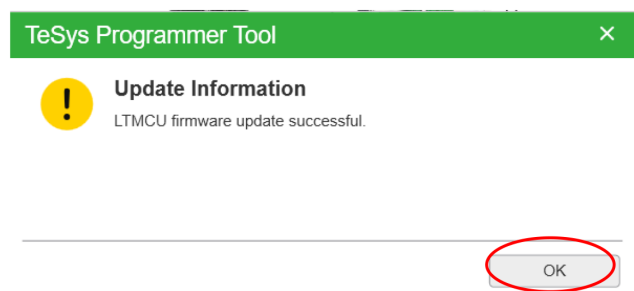 TeSys Programmer Tool
Update Information
LTMCU firmware update successful.
OK